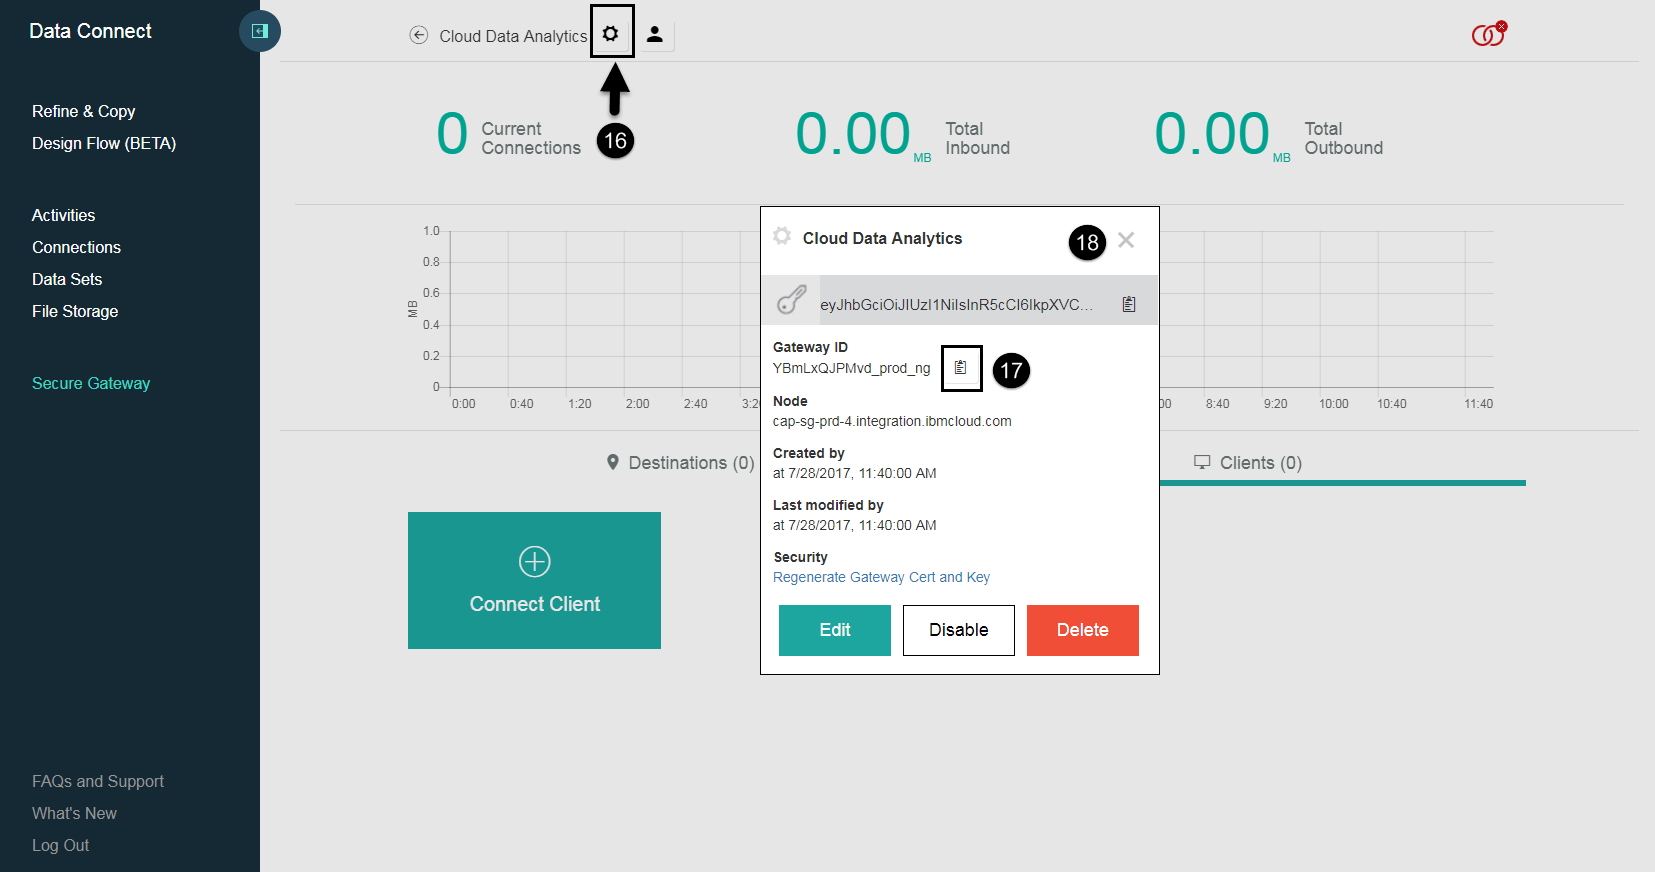 Data Connect
Refine & Copy
Design Flow (BETA)
Activities
Connections
Data Sets
File Storage
Secure Gateway
FAQs and Support
What's New
Log Out
Cloud Data Analytics
16
0 Current Connections
0.00 MB Total Inbound
0.00 MB Total Outbound
MB
1.0
0.8
0.6
0.4
0.2
0
0:00 0:40 1:20 2:00 2:40 3:2 00 8:40 9:20 10:00 10:40 11:40
Destinations (0)
Clients (0)
Connect Client
Cloud Data Analytics
18
eyJhbGciOiJIUzI1NiIsInR5cCI6IkpXVC...
Gateway ID
YBmLxQJPMvd_prod_ng
17
Node
cap-sg-prd-4.integration.ibmcloud.com
Created by
at 7/28/2017, 11:40:00 AM
Last modified by
at 7/28/2017, 11:40:00 AM
Security
Regenerate Gateway Cert and Key
Edit Disable Delete